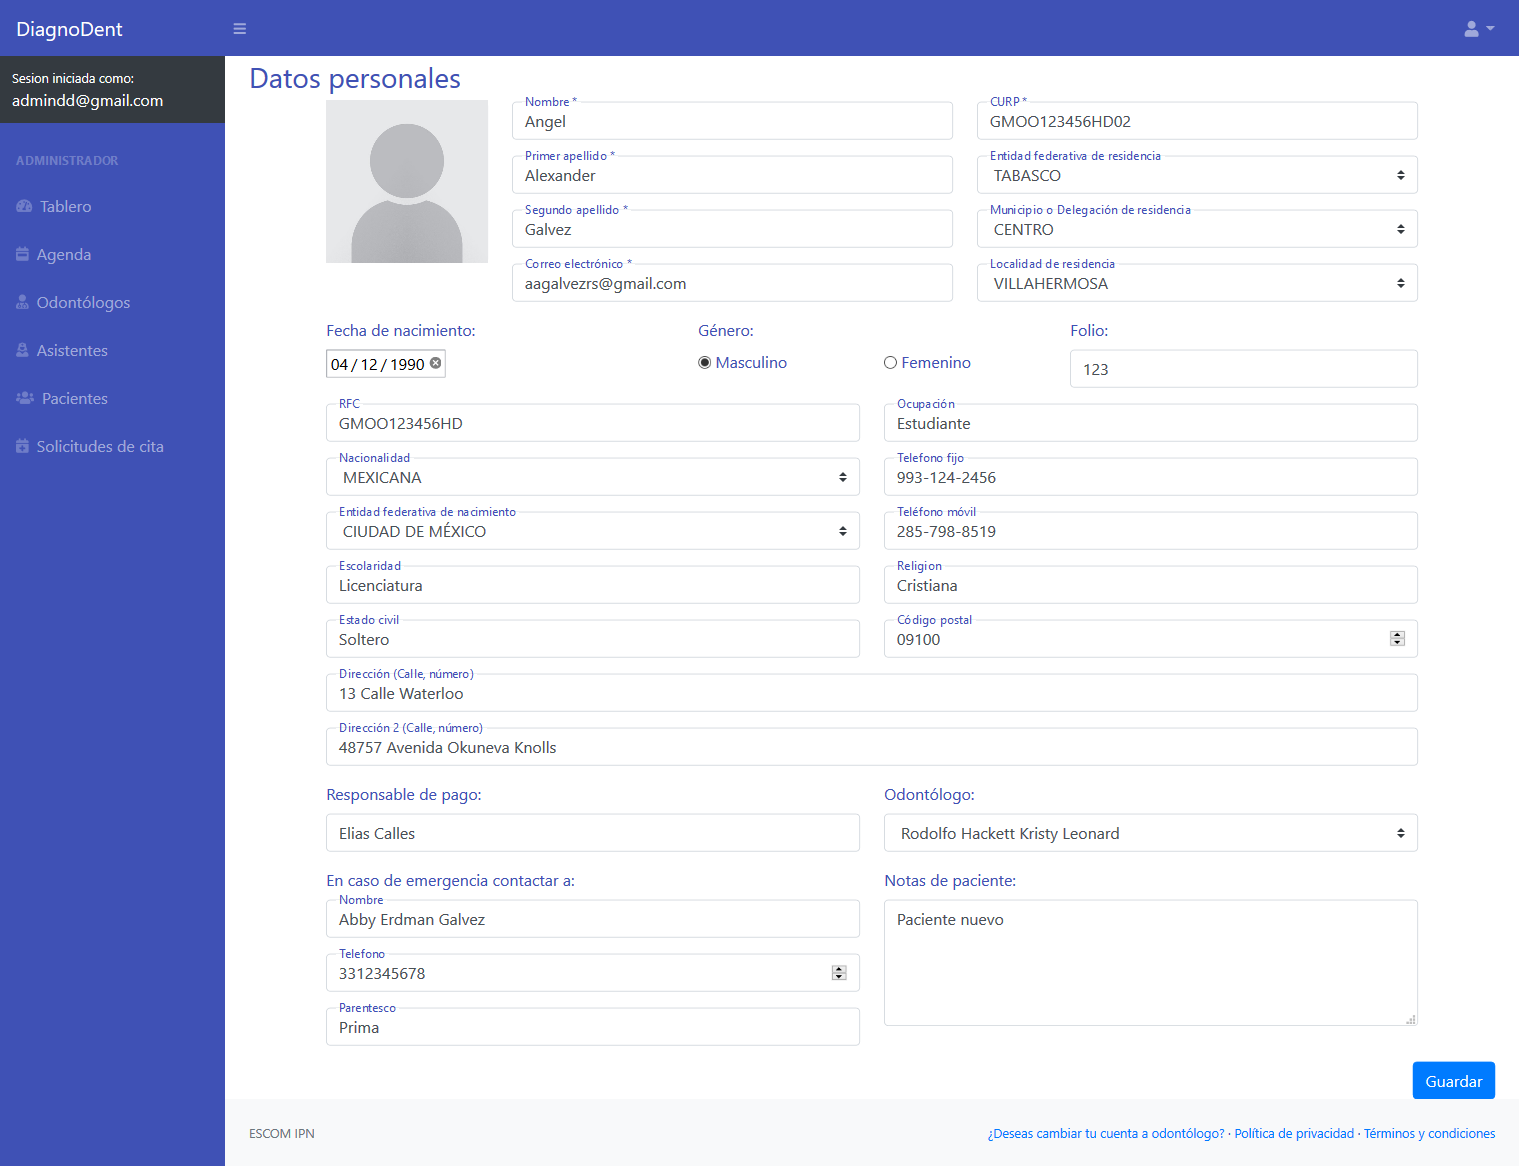 DiagnoDent
Sesion iniciada como:
admindd@gmail.com
ADMINISTRADOR
Tablero
Agenda
Odontólogos
Asistentes
Pacientes
Solicitudes de cita
Datos personales
Nombre *
Angel
CURP *
GMOO123456HD02
Primer apellido *
Alexander
Entidad federativa de residencia
TABASCO
Segundo apellido *
Galvez
Municipio o Delegación de residencia
CENTRO
Correo electrónico *
aagalvezrs@gmail.com
Localidad de residencia
VILLAHERMOSA
Fecha de nacimiento:
04 / 12 / 1990
Género:
Masculino
Femenino
Folio:
123
RFC
GMOO123456HD
Ocupación
Estudiante
Nacionalidad
MEXICANA
Telefono fijo
993-124-2456
Entidad federativa de nacimiento
CIUDAD DE MÉXICO
Teléfono móvil
285-798-8519
Escolaridad
Licenciatura
Religion
Cristiana
Estado civil
Soltero
Código postal
09100
Dirección (Calle, número)
13 Calle Waterloo
Dirección 2 (Calle, número)
48757 Avenida Okuneva Knolls
Responsable de pago:
Elias Calles
Odontólogo:
Rodolfo Hackett Kristy Leonard
En caso de emergencia contactar a:
Nombre
Abby Erdman Galvez
Telefono
3312345678
Parentesco
Prima
Notas de paciente:
Paciente nuevo
Guardar
ESCOM IPN
¿Deseas cambiar tu cuenta a odontólogo? · Política de privacidad · Términos y condiciones